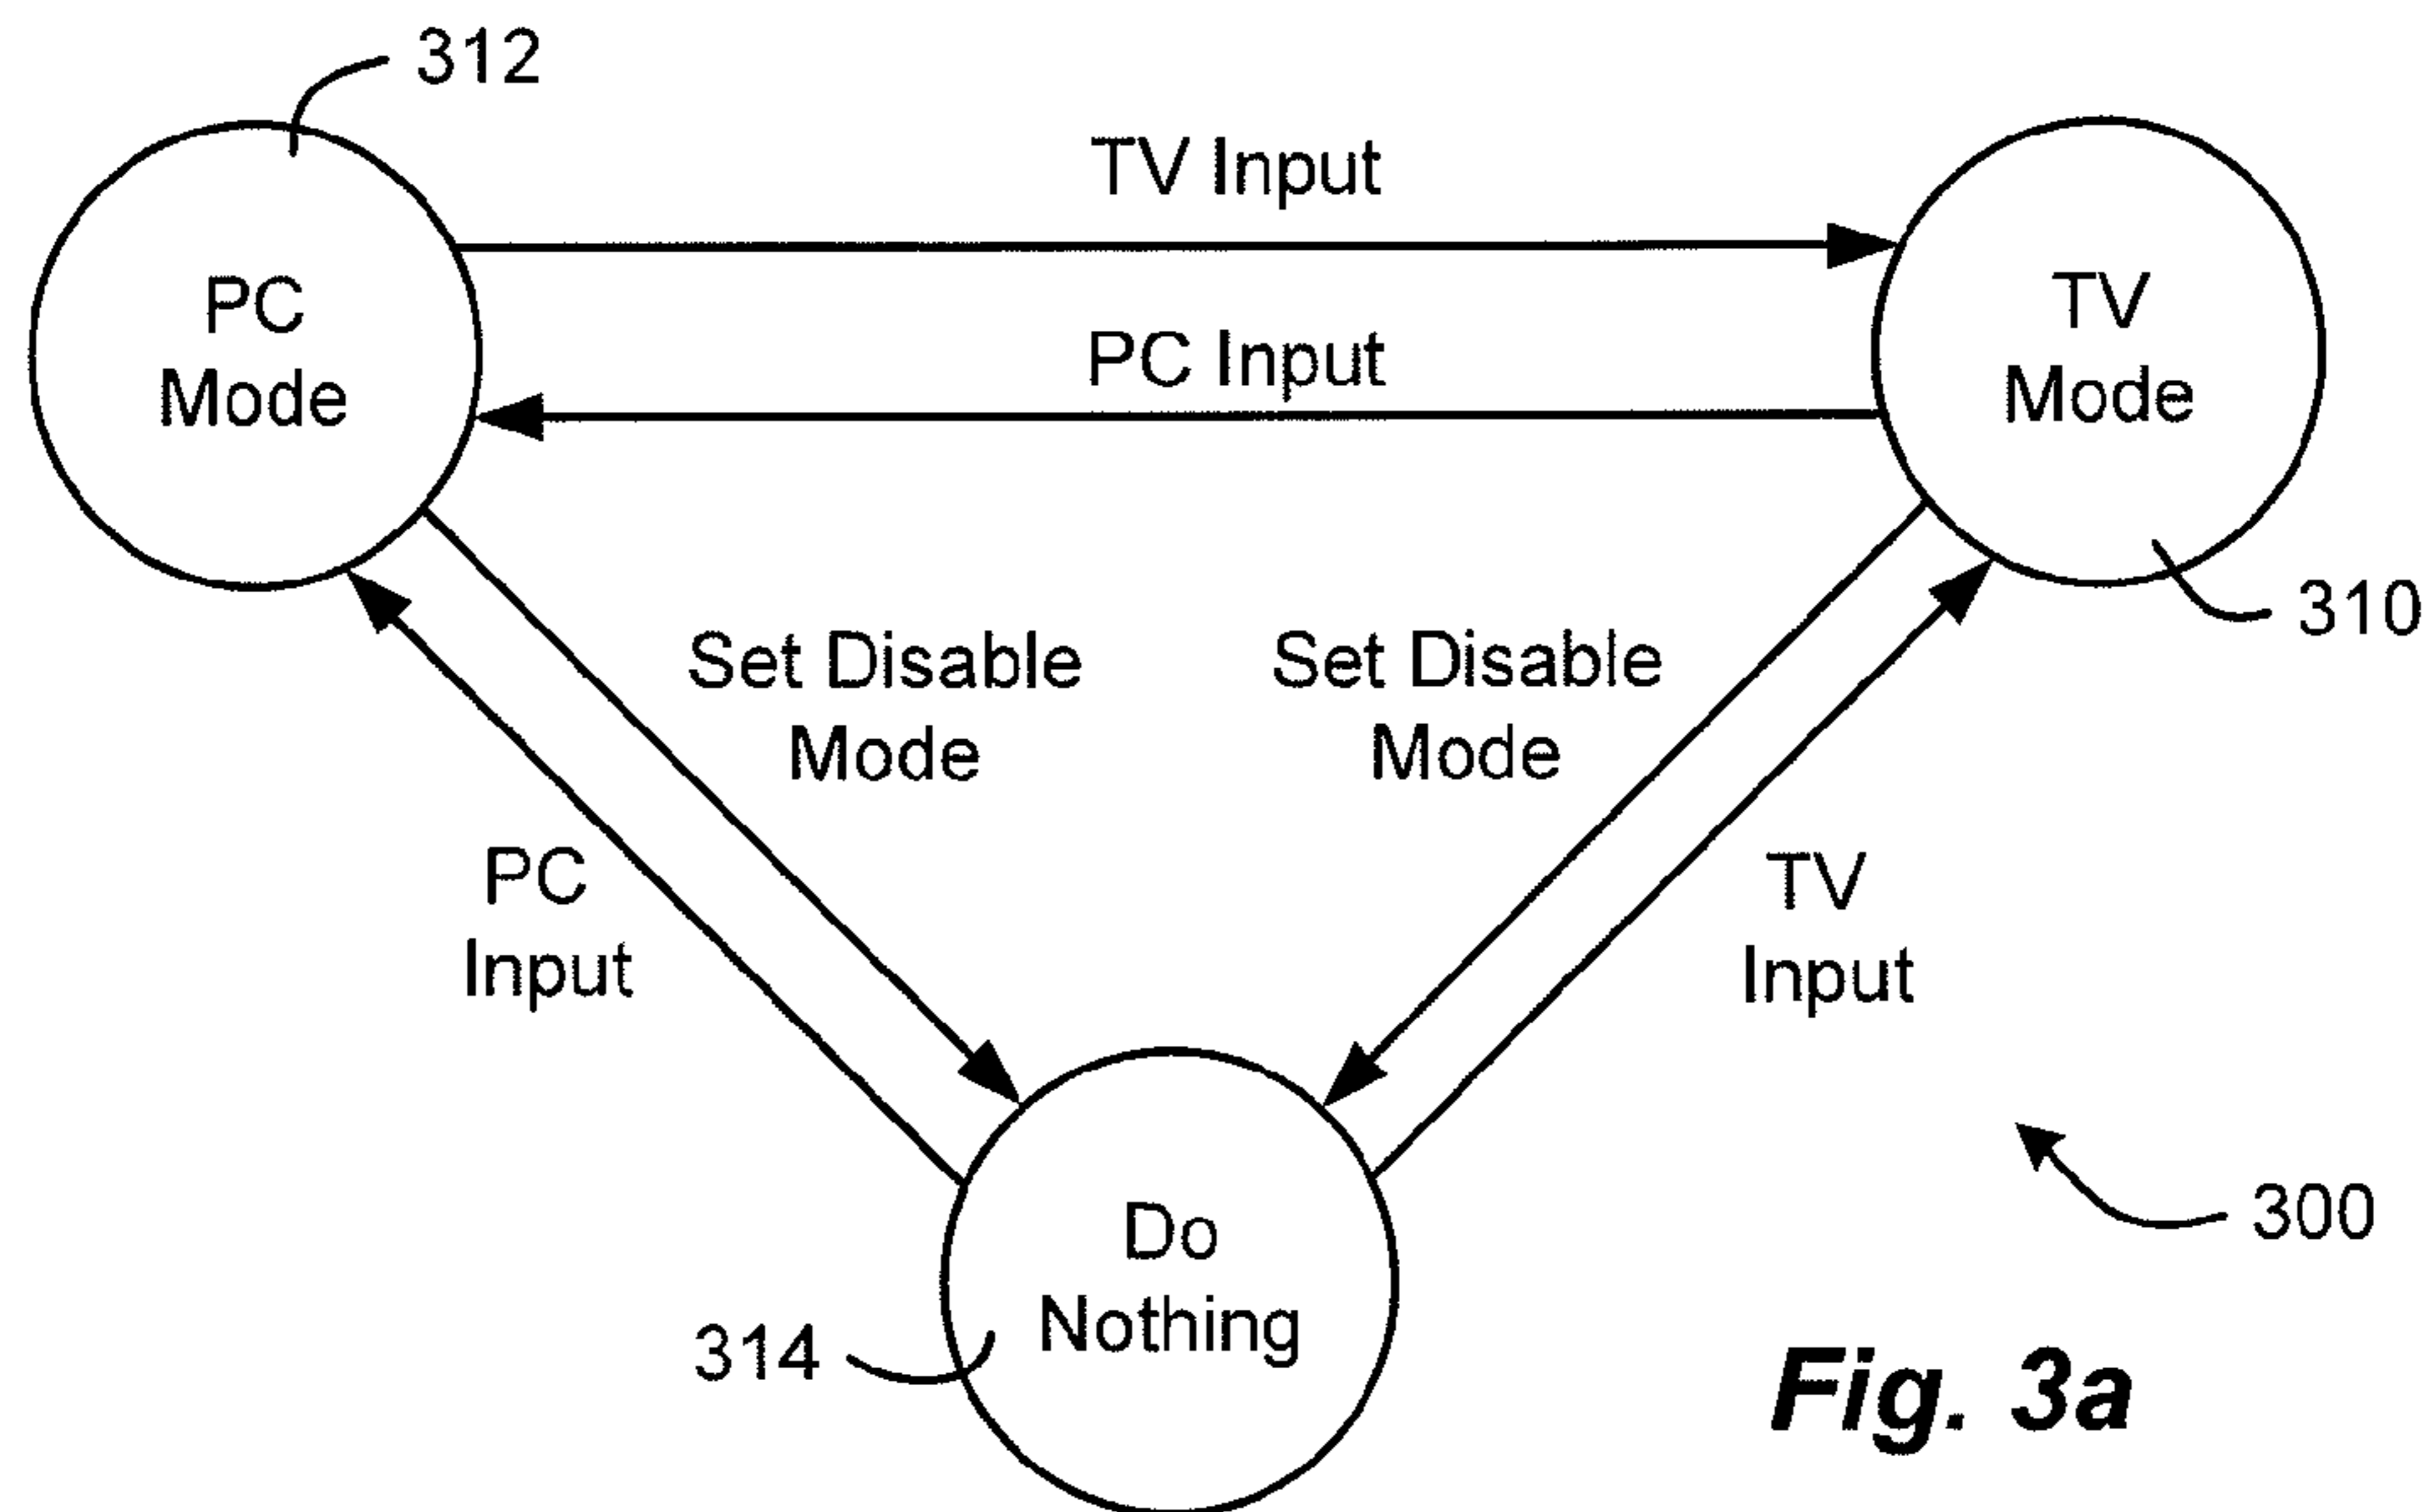 312
TV Input
PC
Mode
PC Input
TV
Mode
310
Set Disable
Mode
Set Disable
Mode
PC
Input
TV
Input
Do
Nothing
314
300
Fig. 3a